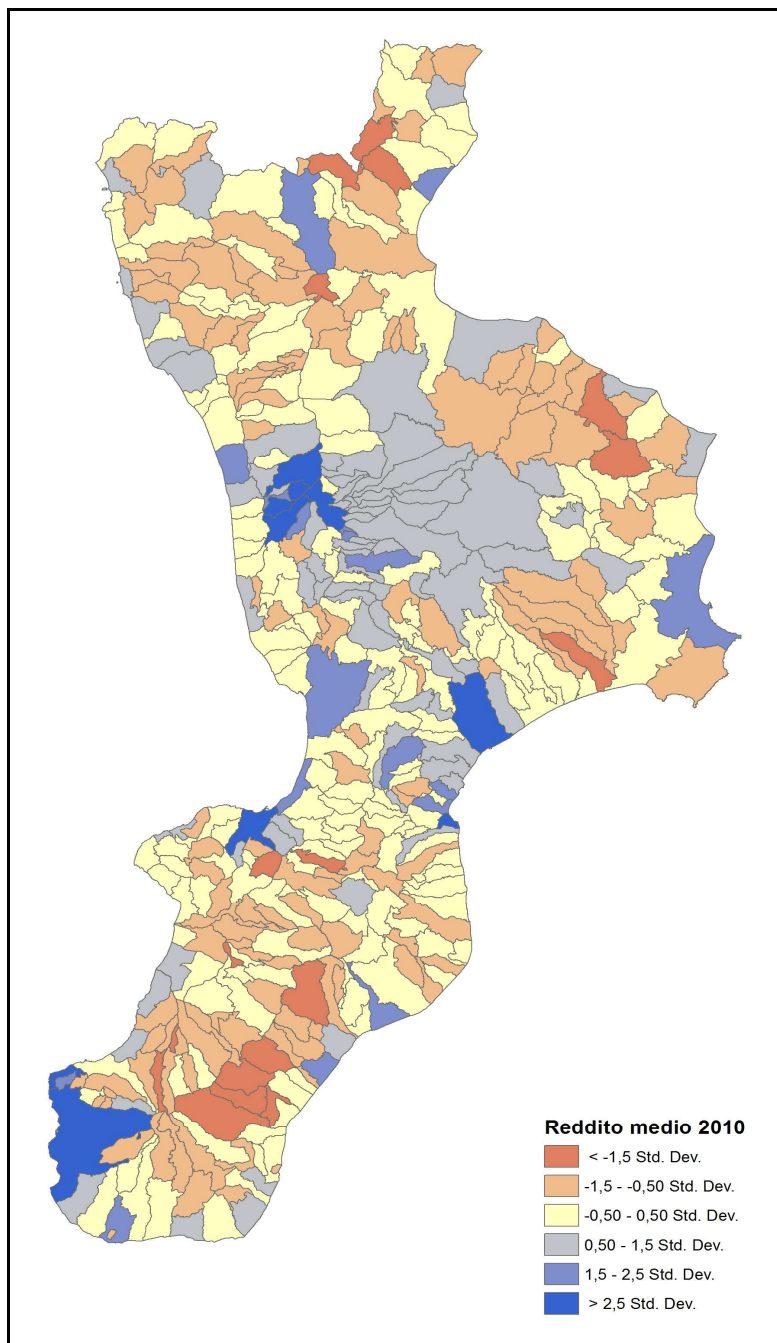 Reddito medio 2010
< -1,5 Std. Dev.
-1,5 - -0,50 Std. Dev.
-0,50 - 0,50 Std. Dev.
0,50 - 1,5 Std. Dev.
1,5 - 2,5 Std. Dev.
> 2,5 Std. Dev.